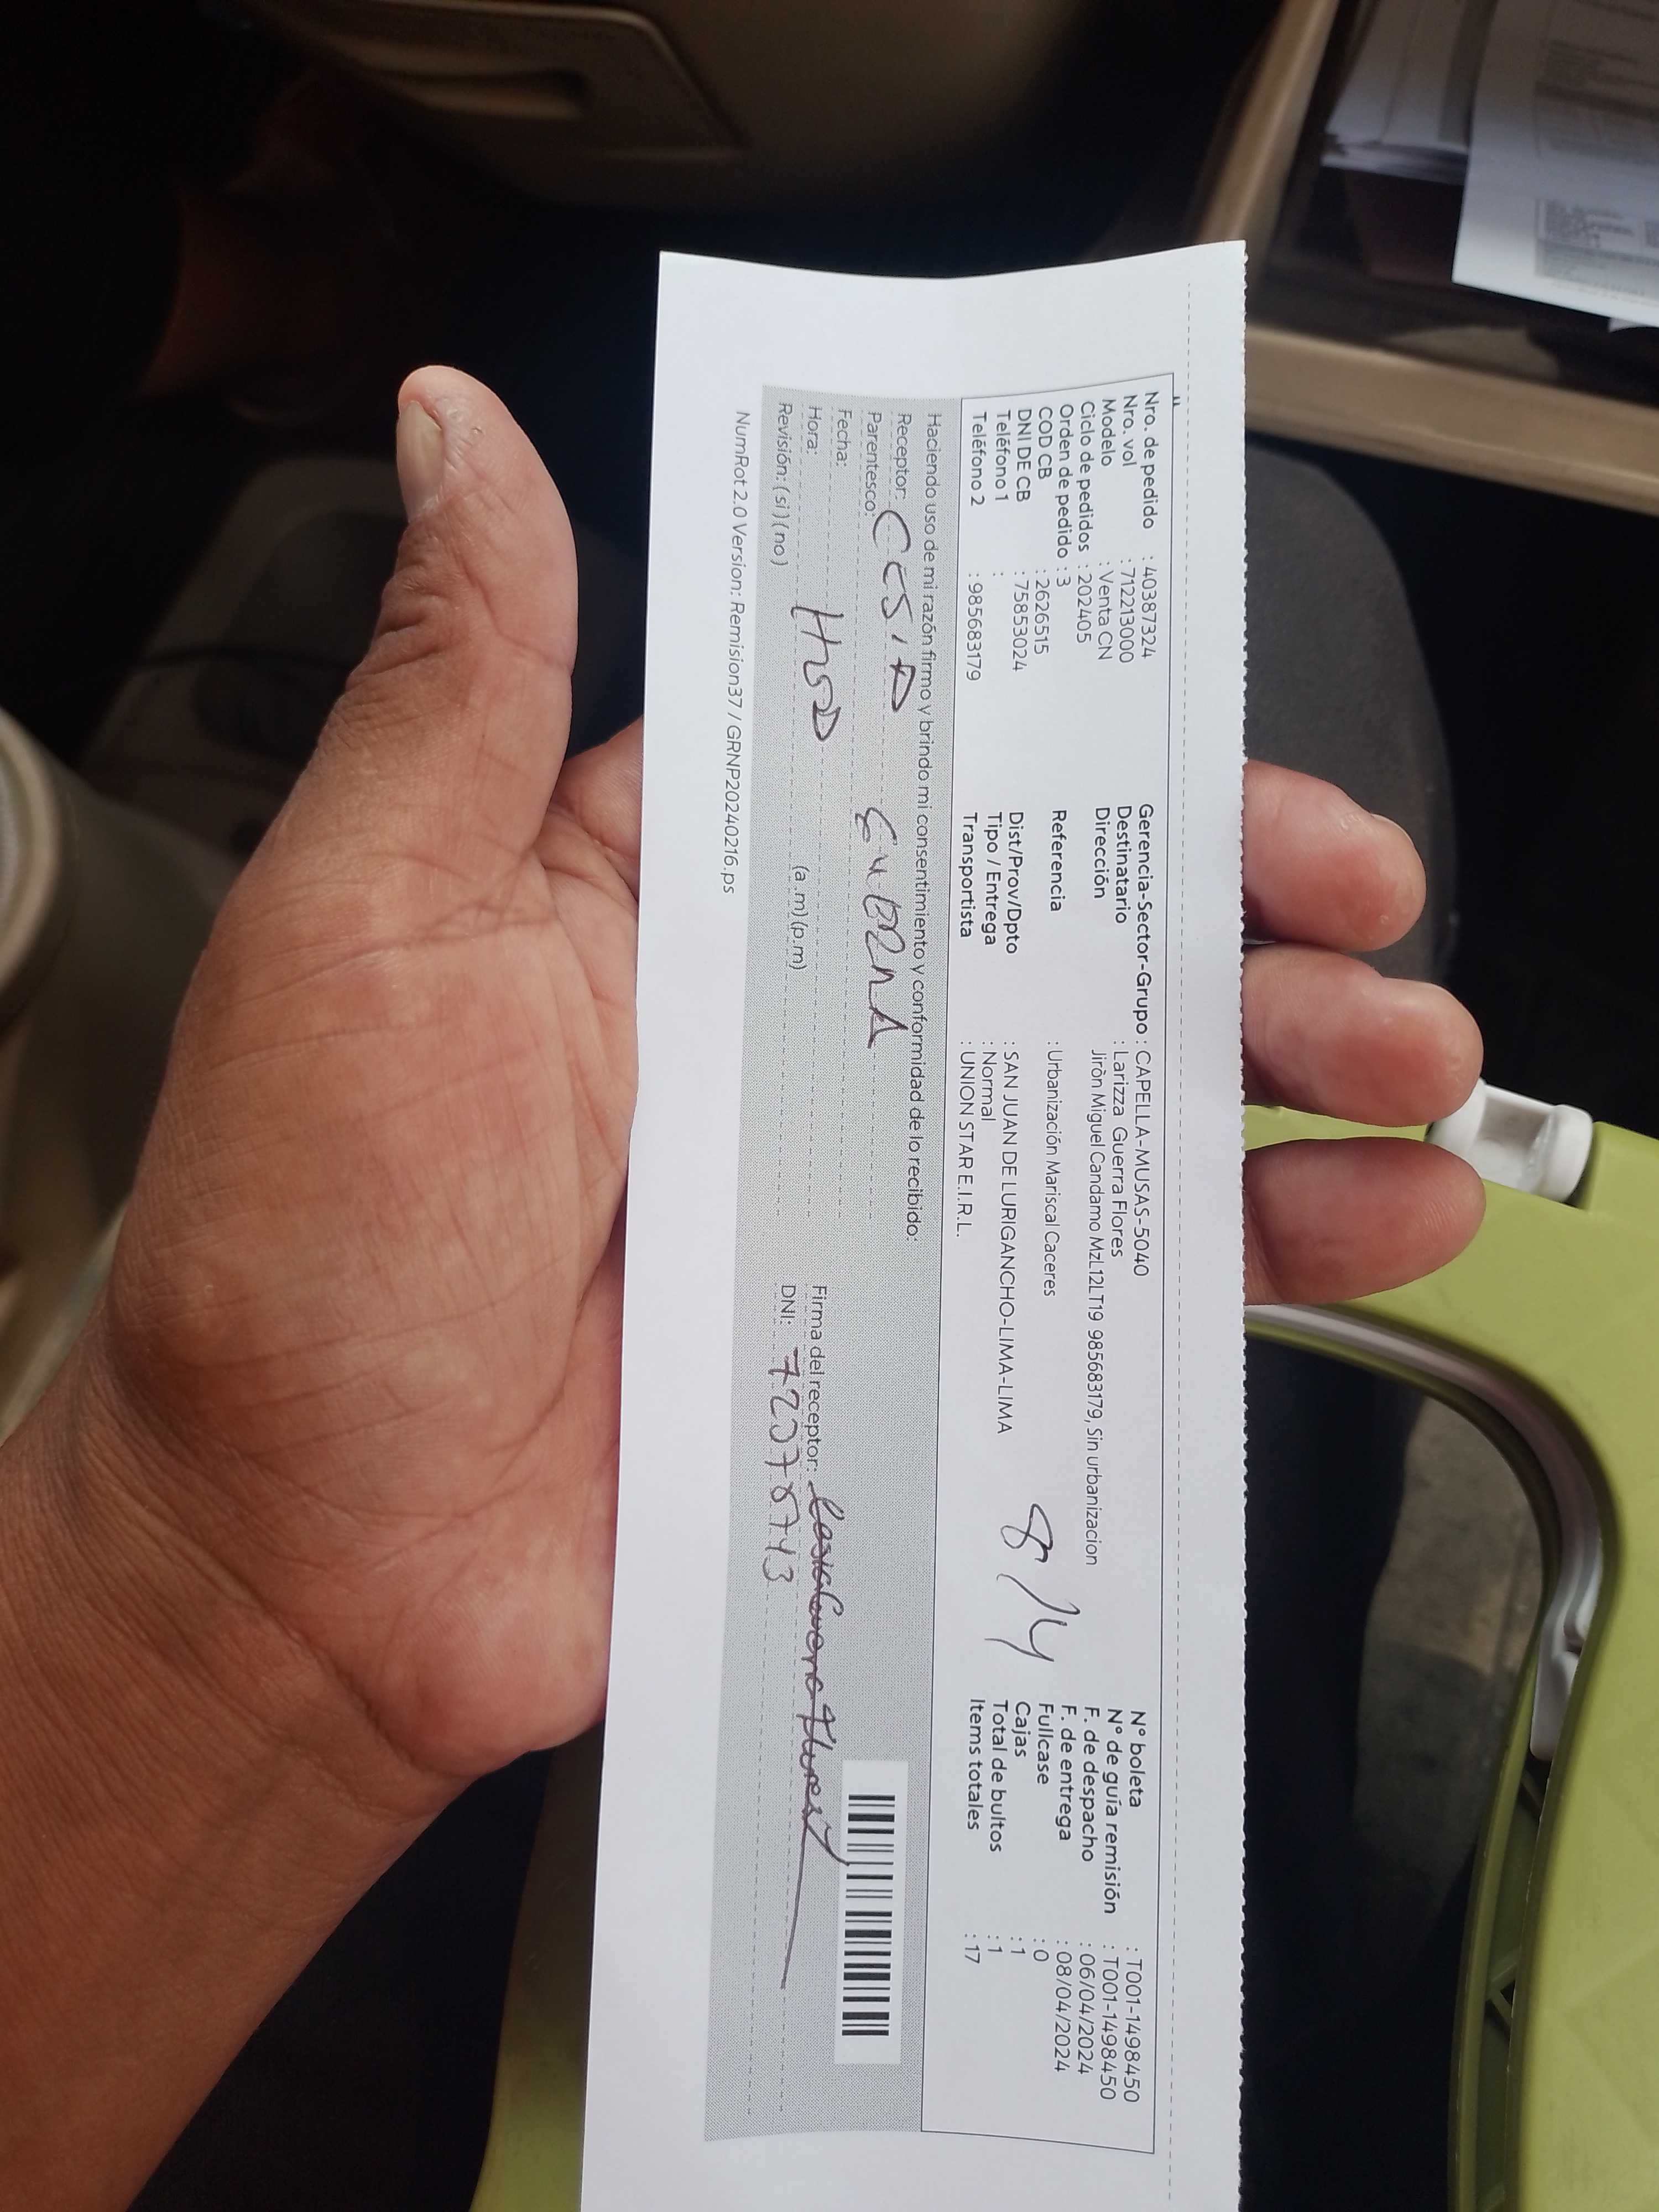 Nro. de pedido : 40387324
Nro. vol : 712213000
Modelo : Venta CN
Ciclo de pedidos : 202405
Orden de pedido : 3
COD CB : 2626515
DNI DE CB : 75853024
Teléfono 1 :
Teléfono 2 : 985683179
Gerencia-Sector-Grupo : CAPELLA-MUSAS-5040
Destinatario : Larizza Guerra Flores
Dirección Jiròn Miguel Candamo MzL12LT19 985683179, Sin urbanizacion
Referencia : Urbanización Mariscal Caceres
Dist/Prov/Dpto : SAN JUAN DE LURIGANCHO-LIMA-LIMA
Tipo / Entrega : Normal
Transportista : UNION STAR E.I.R.L.
8/14
N° boleta : T001-1498450
N° de guía remisión : T001-1498450
F. de despacho : 06/04/2024
F. de entrega : 08/04/2024
Fullcase : 0
Cajas : 1
Total de bultos : 1
Items totales : 17
Haciendo uso de mi razón firmo y brindo mi consentimiento y conformidad de lo recibido:
Receptor:
Parentesco:
Fecha:
Hora: (a.m)(p.m)
Revisión: (si)(no)
Firma del receptor:
DNI: 72078743
NumRot 2.0 Version: Remision37 / GRNP20240216.ps